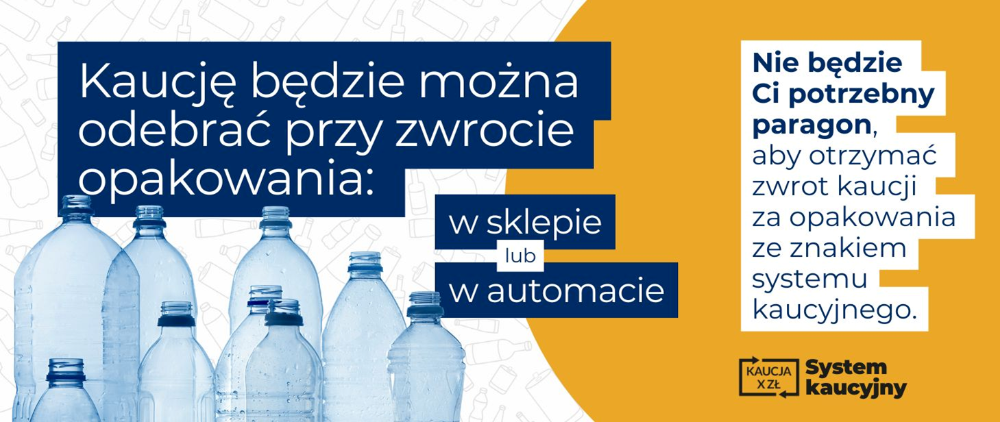 Kaucję będzie można
odebrać przy zwrocie
opakowania:
w sklepie
lub
w automacie
Nie będzie
Ci potrzebny
paragon,
aby otrzymać
zwrot kaucji
za opakowania
ze znakiem
systemu
kaucyjnego.
KAUCJA
X ZŁ
System
kaucyjny